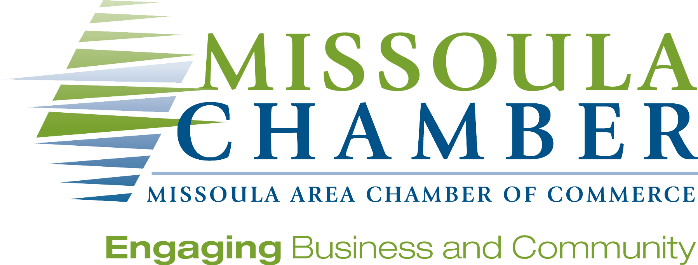 MISSOULA
CHAMBER
MISSOULA AREA CHAMBER OF COMMERCE
Engaging Business and Community